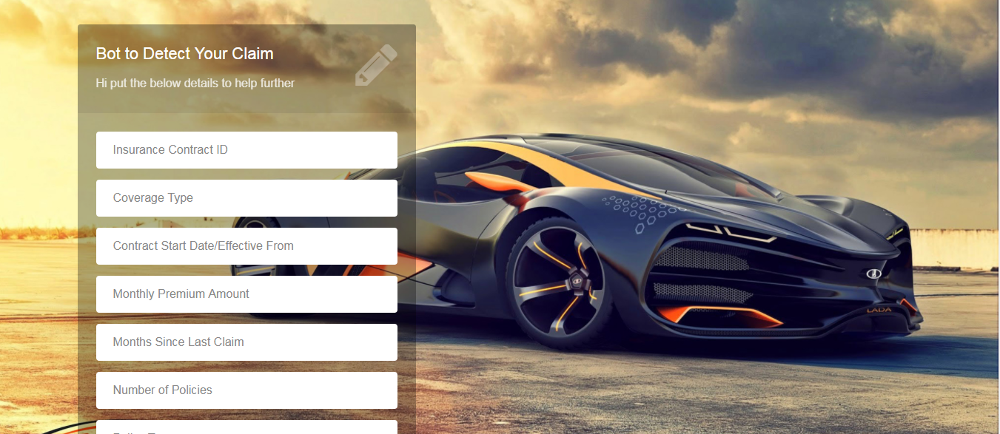 Bot to Detect Your Claim
Hi put the below details to help further
Insurance Contract ID
Coverage Type
Contract Start Date/Effective From
Monthly Premium Amount
Months Since Last Claim
Number of Policies
LADA